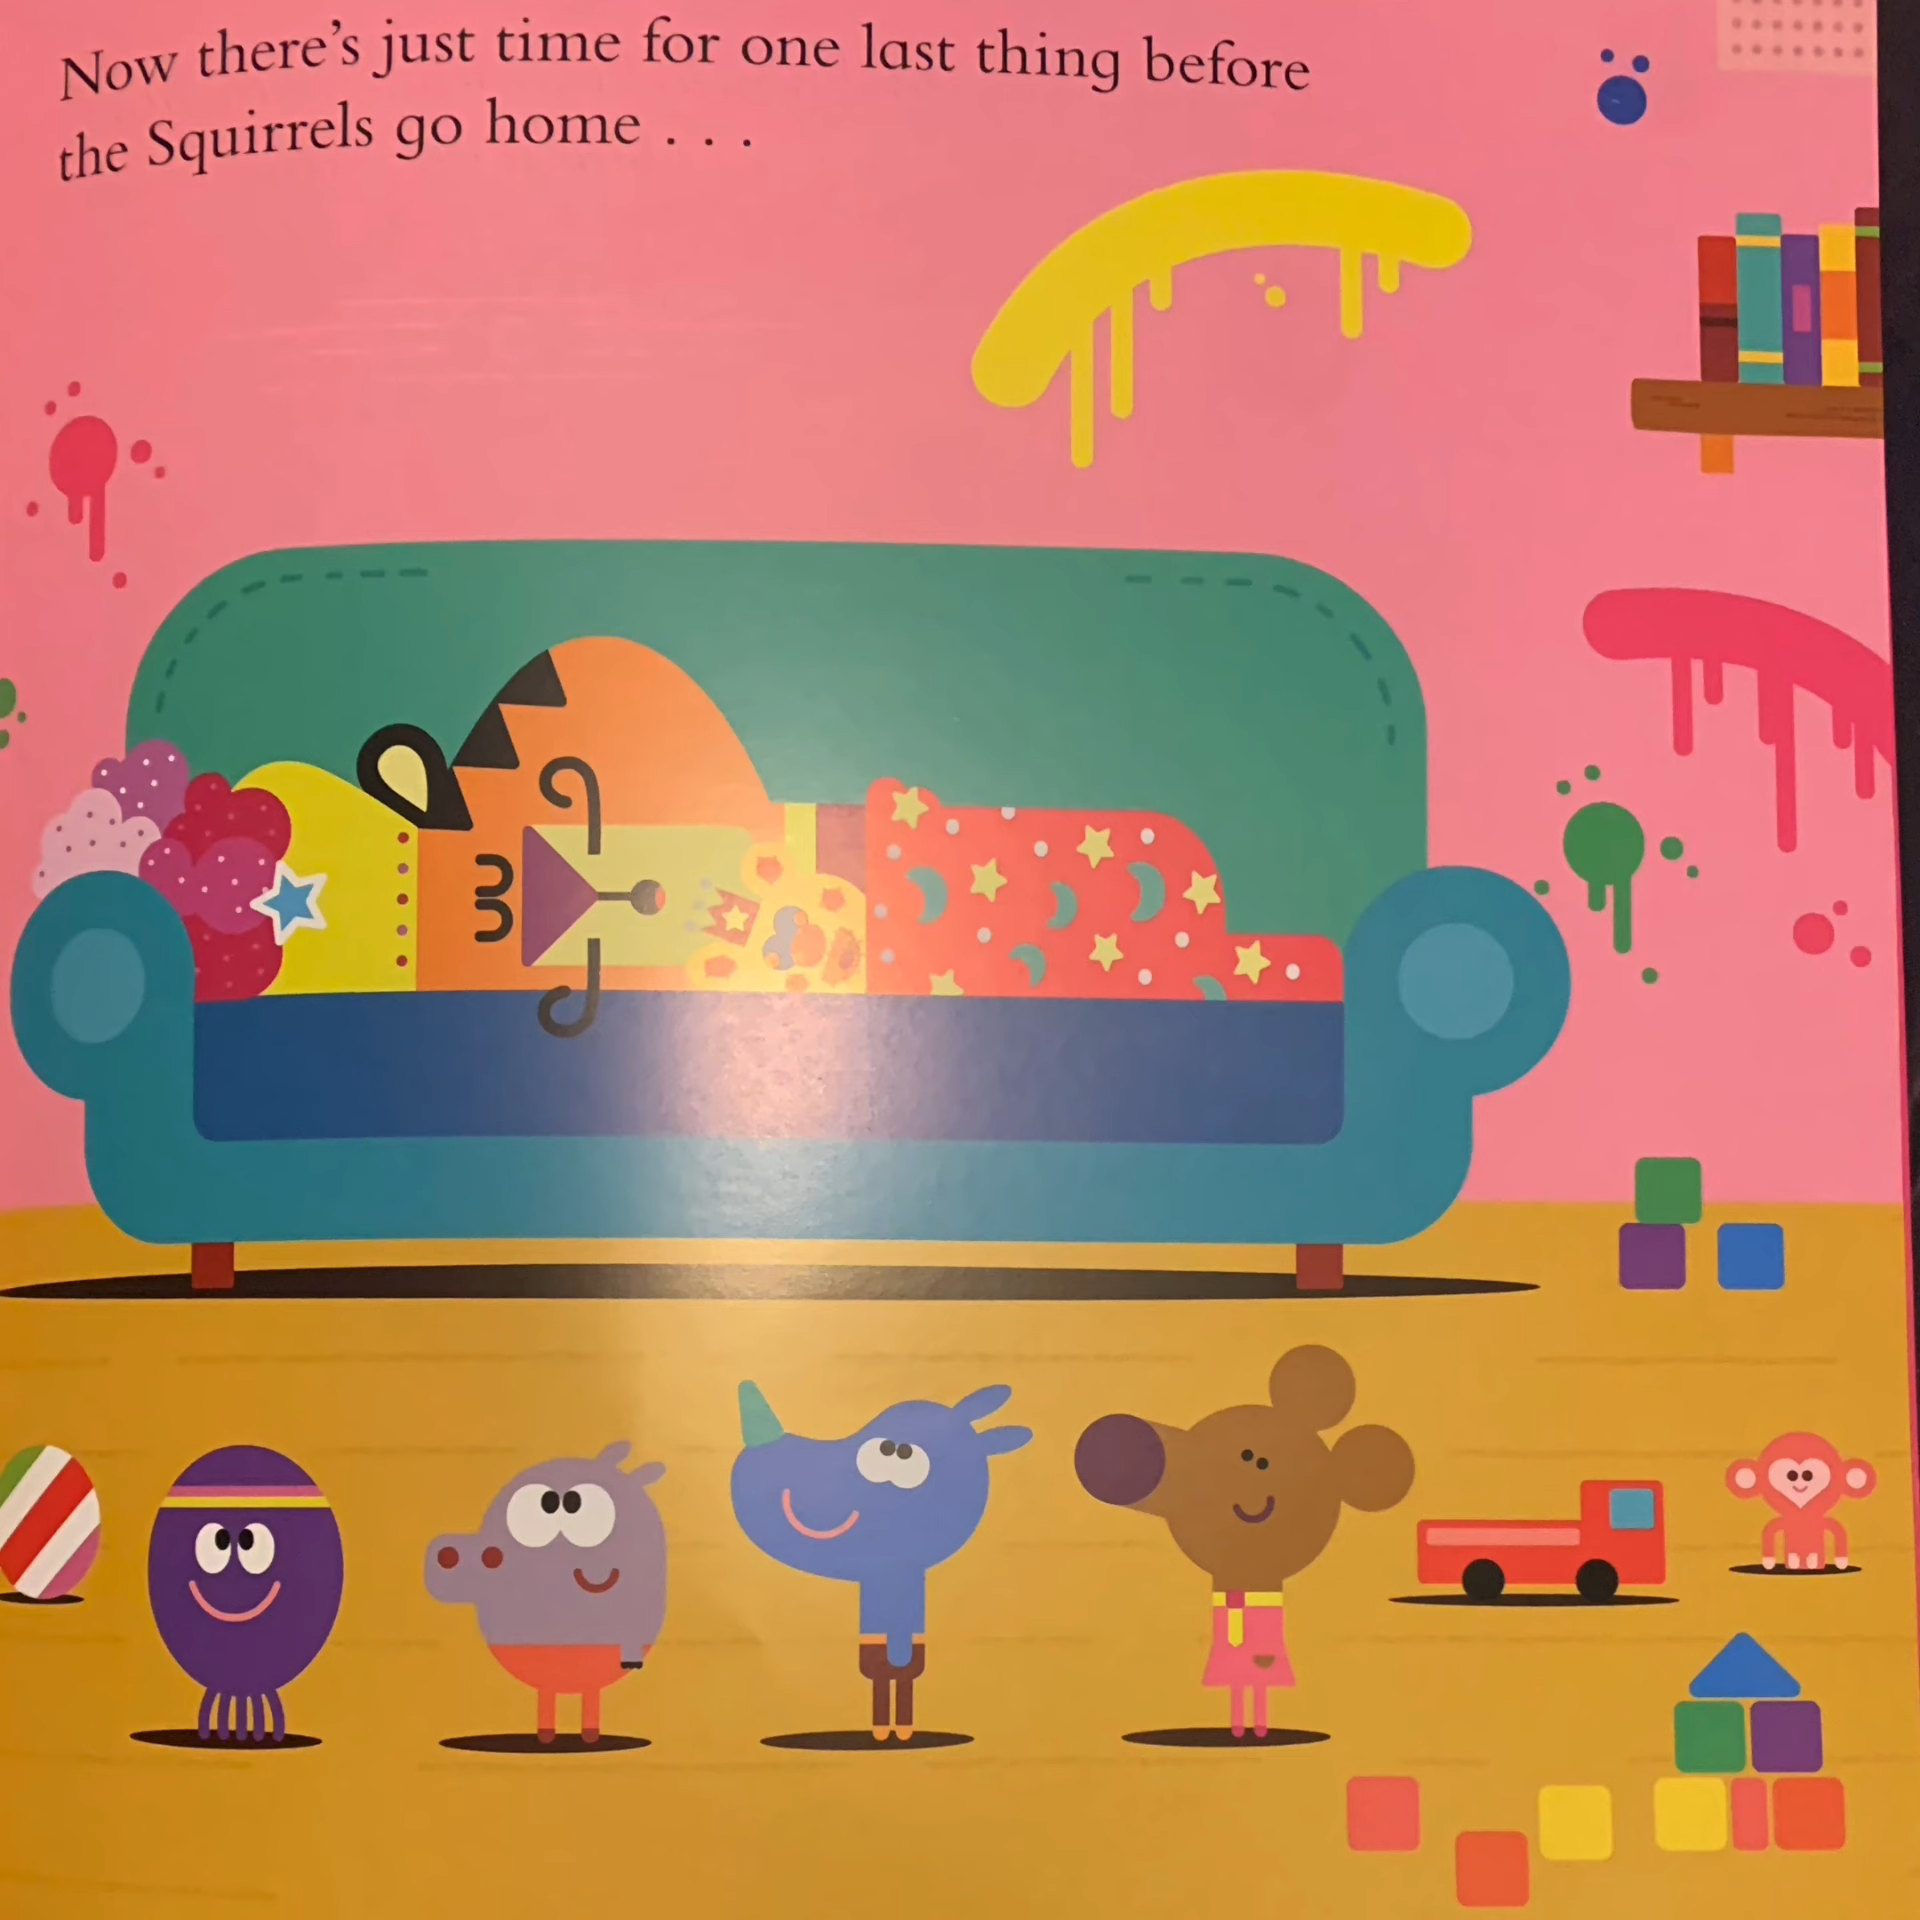 Now there's just time for one last thing before
the Squirrels go home . . .